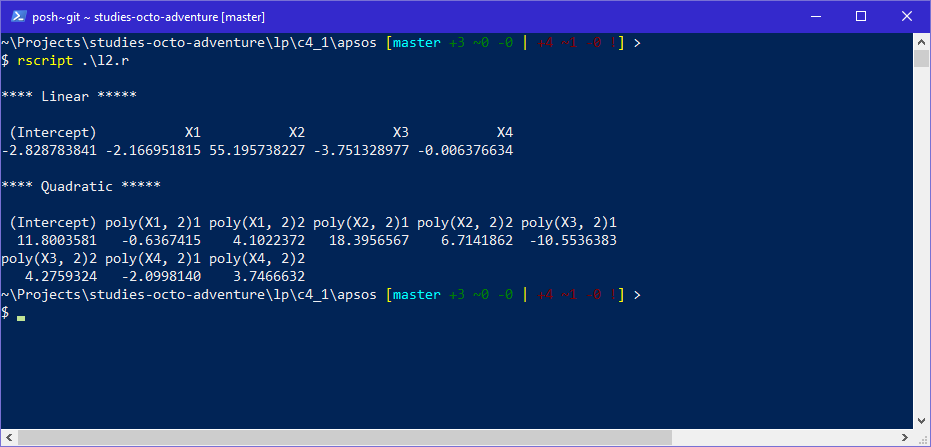 posh~git ~ studies-octo-adventure [master]
~\Projects\studies-octo-adventure\lp\c4_1\apsos [master +3 ~0 -0 | +4 ~1 -0 !] >
$ rscript .\l2.r
**** Linear *****
(Intercept) X1 X2 X3 X4
-2.828783841 -2.166951815 55.195738227 -3.751328977 -0.006376634
**** Quadratic *****
(Intercept) poly(X1, 2)1 poly(X1, 2)2 poly(X2, 2)1 poly(X2, 2)2 poly(X3, 2)1
11.8003581 -0.6367415 4.1022372 18.3956567 6.7141862 -10.5536383
poly(X3, 2)2 poly(X4, 2)1 poly(X4, 2)2
4.2759324 -2.0998140 3.7466632
~\Projects\studies-octo-adventure\lp\c4_1\apsos [master +3 ~0 -0 | +4 ~1 -0 !] >
$